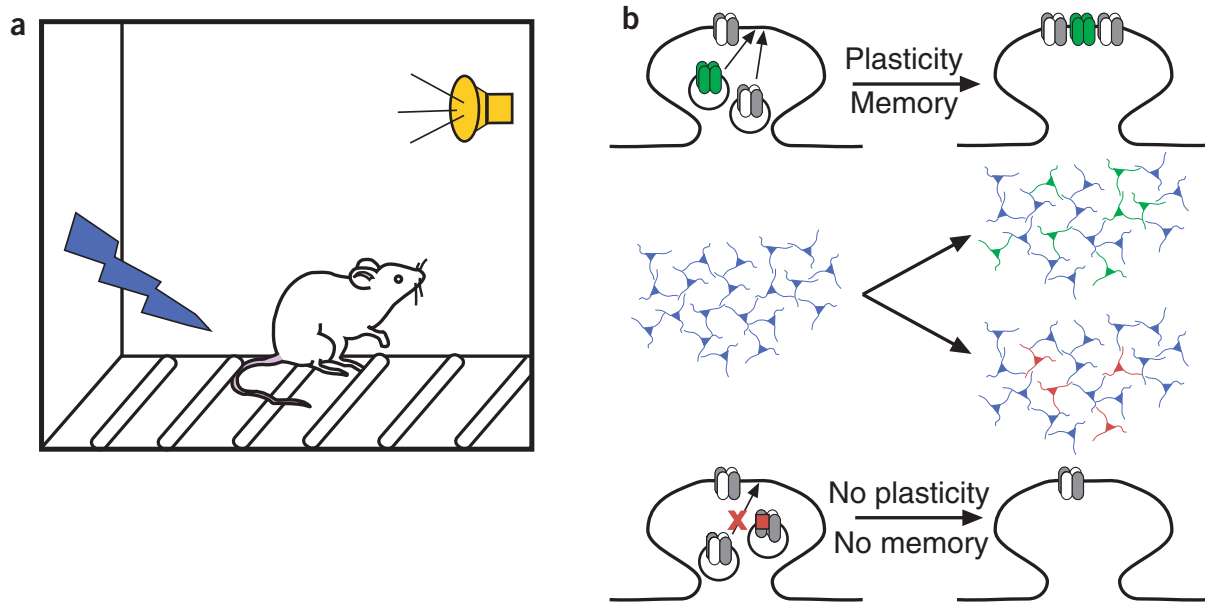 a
b
Plasticity
Memory
No plasticity
No memory